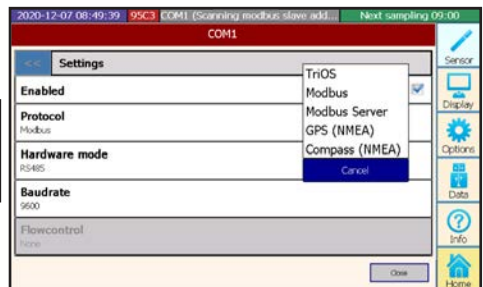 2020-12-07 08:49:39 95C3 COM1 (Scanning modbus slave add... Next sampling 09:00
COM1
<< Settings
Enabled
Protocol
Modbus
Hardware mode
RS485
Baudrate
9600
Flowcontrol
None
TriOS
Modbus
Modbus Server
GPS (NMEA)
Compass (NMEA)
Cancel
Close
Sensor
Display
Options
Data
Info
Home